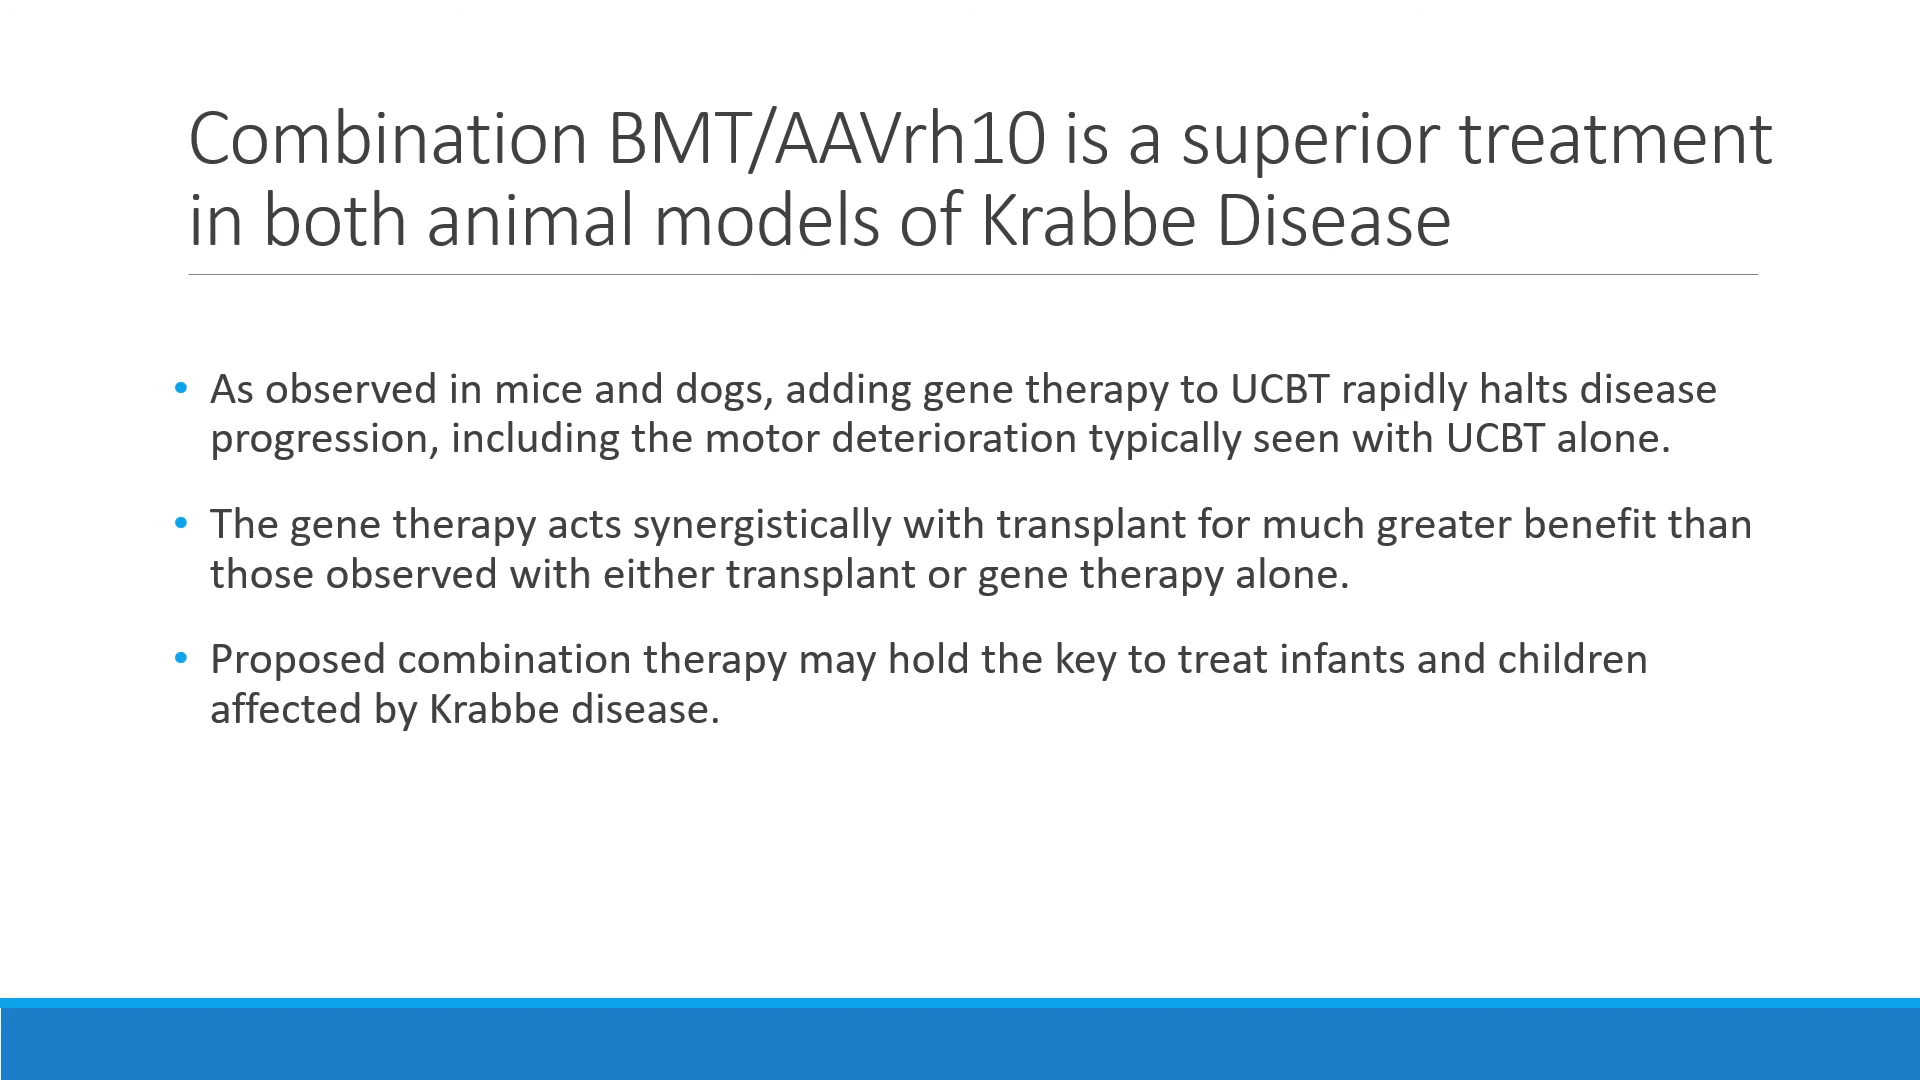 Combination BMT/AAVrh10 is a superior treatment
in both animal models of Krabbe Disease
• As observed in mice and dogs, adding gene therapy to UCBT rapidly halts disease
progression, including the motor deterioration typically seen with UCBT alone.
• The gene therapy acts synergistically with transplant for much greater benefit than
those observed with either transplant or gene therapy alone.
• Proposed combination therapy may hold the key to treat infants and children
affected by Krabbe disease.